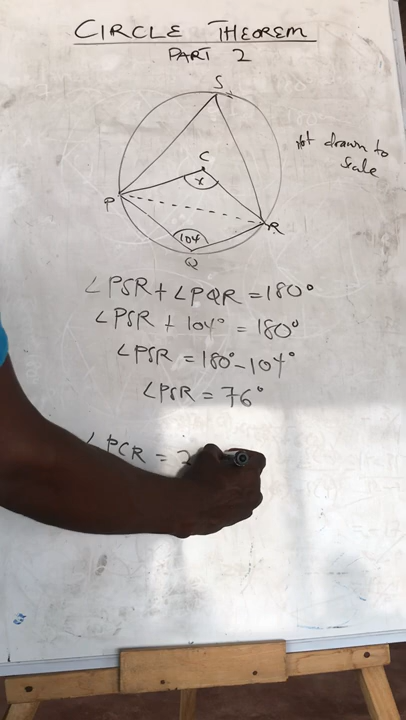 CIRCLE THEOREM
PART 2
S
not drawn to
scale
C
x
P
R
104
Q
∠PSR + ∠PQR = 180°
∠PSR + 104° = 180°
∠PSR = 180° - 104°
∠PSR = 76°
∠PCR = 2